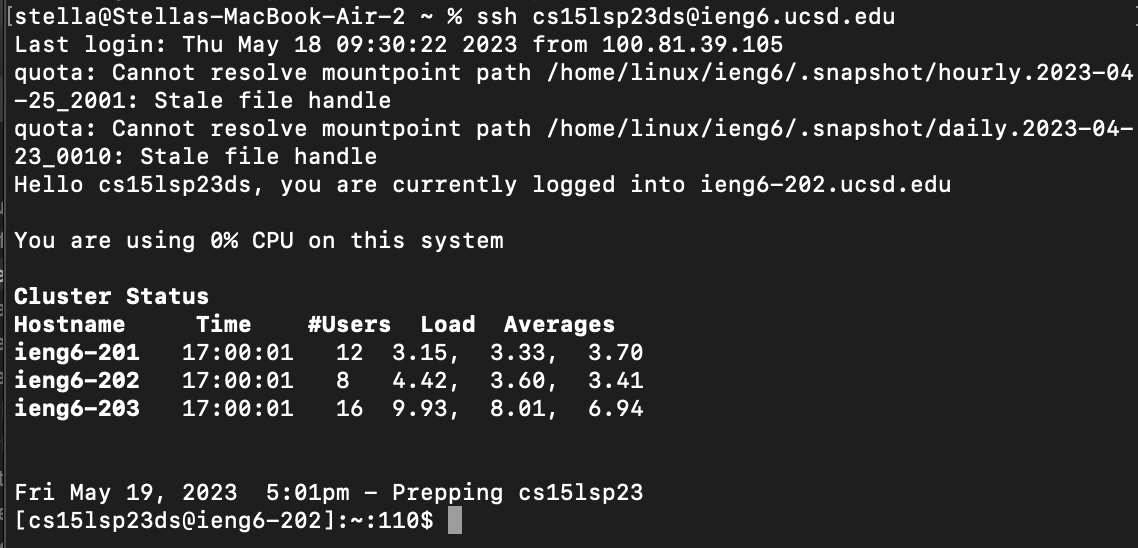 [stella@Stellas-MacBook-Air-2 ~ % ssh cs15lsp23ds@ieng6.ucsd.edu
Last login: Thu May 18 09:30:22 2023 from 100.81.39.105
quota: Cannot resolve mountpoint path /home/linux/ieng6/.snapshot/hourly.2023-04
-25_2001: Stale file handle
quota: Cannot resolve mountpoint path /home/linux/ieng6/.snapshot/daily.2023-04-
23_0010: Stale file handle
Hello cs15lsp23ds, you are currently logged into ieng6-202.ucsd.edu
You are using 0% CPU on this system
Cluster Status
Hostname     Time    #Users  Load  Averages
ieng6-201   17:00:01   12  3.15,  3.33,  3.70
ieng6-202   17:00:01   8   4.42,  3.60,  3.41
ieng6-203   17:00:01   16  9.93,  8.01,  6.94
Fri May 19, 2023  5:01pm - Prepping cs15lsp23
[cs15lsp23ds@ieng6-202]:~:110$